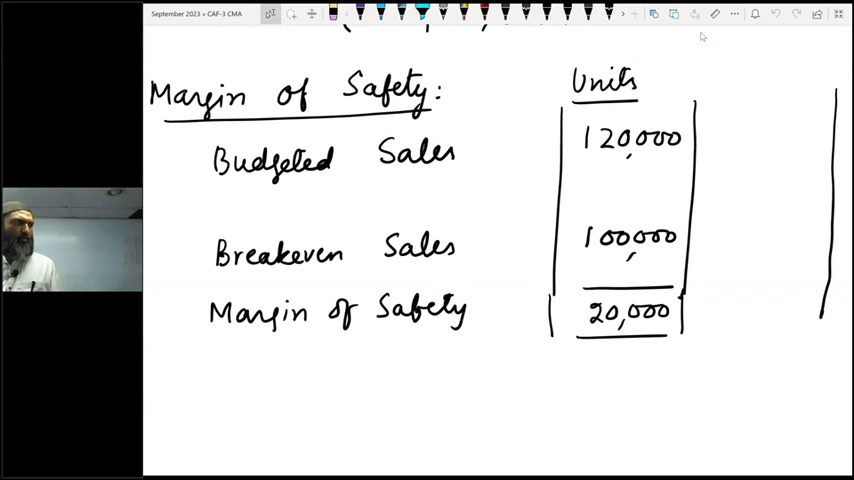 September 2023 » CAF-3 CMA
Margin of Safety: Units
Budgeted Sales 120,000
Breakeven Sales 100,000
Margin of Safety 20,000